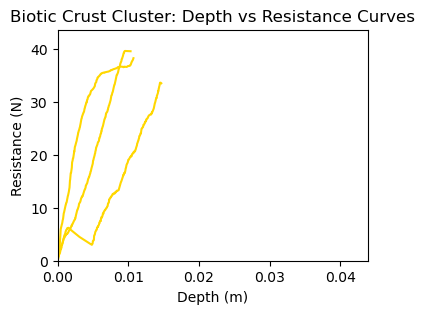 Biotic Crust Cluster: Depth vs Resistance Curves
40
30
20
10
0
Resistance (N)
0.00 0.01 0.02 0.03 0.04
Depth (m)